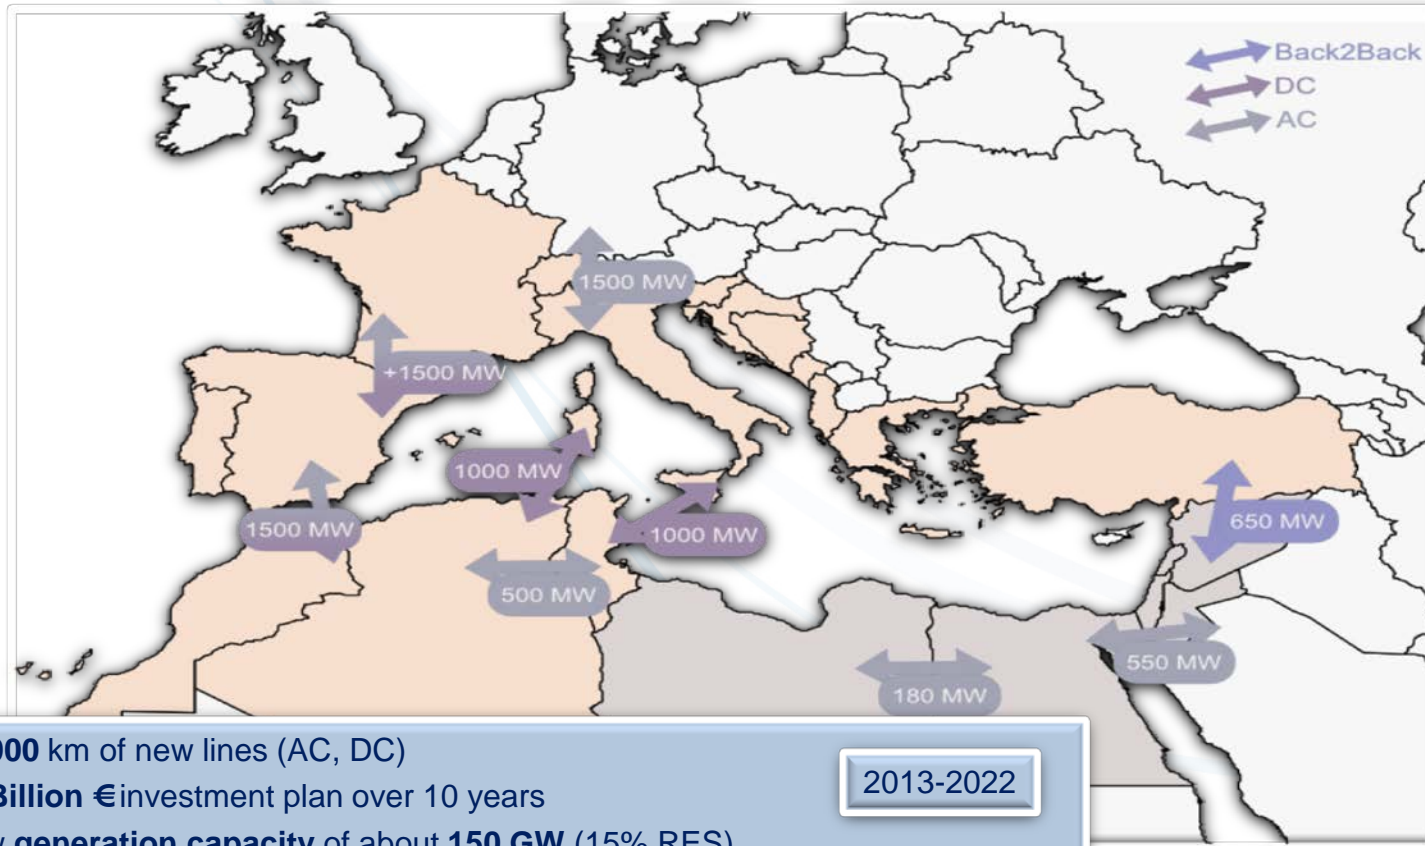 Back2Back
DC
AC
1500 MW
+1500 MW
1000 MW
1500 MW
1000 MW
650 MW
500 MW
550 MW
180 MW
000 km of new lines (AC, DC)
2013-2022
Billion € investment plan over 10 years
generation capacity of about 150 GW (15% RES)